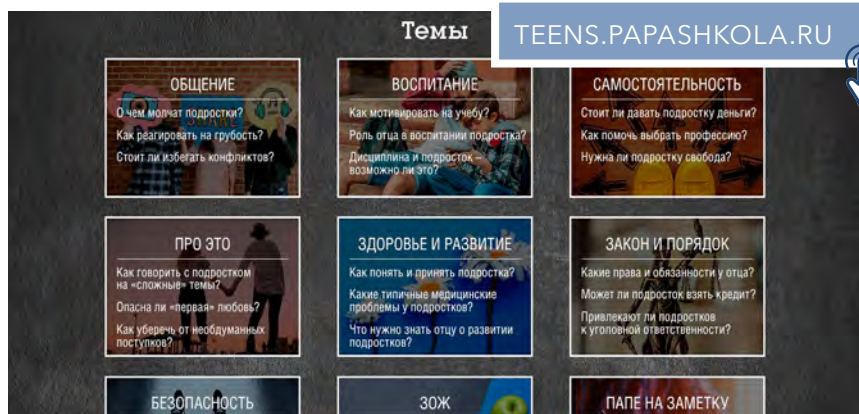 Темы
TEENS.PAPASHKOLA.RU
ОБЩЕНИЕ
О чем молчат подростки?
Как реагировать на грубость?
Стоит ли избегать конфликтов?
ВОСПИТАНИЕ
Как мотивировать на учебу?
Роль отца в воспитании подростка?
Дисциплина и подросток –
возможно ли это?
САМОСТОЯТЕЛЬНОСТЬ
Стоит ли давать подростку деньги?
Как помочь выбрать профессию?
Нужна ли подростку свобода?
ПРО ЭТО
Как говорить с подростком
на «сложные» темы?
Опасна ли «первая» любовь?
Как уберечь от необдуманных
поступков?
ЗДОРОВЬЕ И РАЗВИТИЕ
Как понять и принять подростка?
Какие типичные медицинские
проблемы у подростков?
Что нужно знать отцу о развитии
подростков?
ЗАКОН И ПОРЯДОК
Какие права и обязанности у отца?
Может ли подросток взять кредит?
Привлекают ли подростков
к уголовной ответственности?
БЕЗОПАСНОСТЬ
ЗОЖ
ПАПЕ НА ЗАМЕТКУ